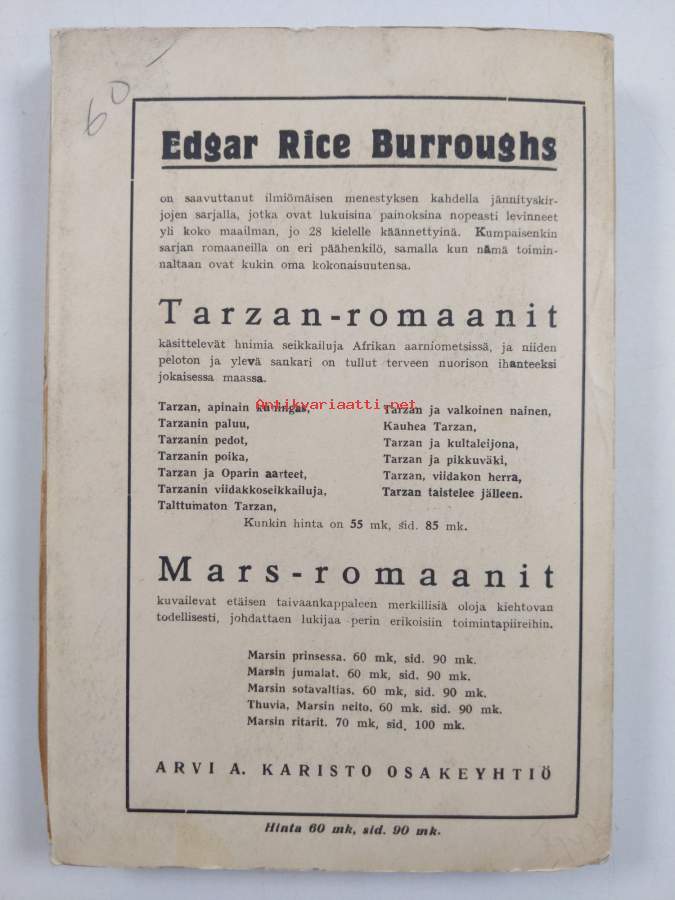 60-
Edgar Rice Burroughs
on saavuttanut ilmiömäisen menestyksen kahdella jännityskir-
jojen sarjalla, jotka ovat lukuisina painoksina nopeasti levinneet
yli koko maailman, jo 28 kielelle käännettyinä. Kumpaisenkin
sarjan romaaneilla on eri päähenkilö, samalla kun nämä toimin-
naltaan ovat kukin oma kokonaisuutensa.
Tarzan-romaanit
käsittelevät hnimia seikkailuja Afrikan aarniometsissä, ja niiden
peloton ja ylevä sankari on tullut terveen nuorison ihanteeksi
jokaisessa maassa.
Antikvariaatti.net
Tarzan, apinain kuningas,
Tarzanin paluu,
Tarzanin pedot,
Tarzanin poika,
Tarzan ja Oparin aarteet,
Tarzanin viidakkoseikkailuja,
Talttumaton Tarzan,
Tarzan ja valkoinen nainen,
Kauhea Tarzan,
Tarzan ja kultaleijona,
Tarzan ja pikkuväki,
Tarzan, viidakon herra,
Tarzan taistelee jälleen.
Kunkin hinta on 55 mk, sid. 85 mk.
Mars-romaanit
kuvailevat etäisen taivaankappaleen merkillisiä oloja kiehtovan
todellisesti, johdattaen lukijaa perin erikoisiin toimintapiireihin.
Marsin prinsessa. 60 mk, sid. 90 mk.
Marsin jumalat. 60 mk, sid. 90 mk.
Marsin sotavaltias. 60 mk, sid. 90 mk.
Thuvia, Marsin neito. 60 mk. sid. 90 mk.
Marsin ritarit. 70 mk, sid. 100 mk.
ARVI A. KARISTO OSAKEYHTIÖ
Hinta 60 mk, sid. 90 mk.